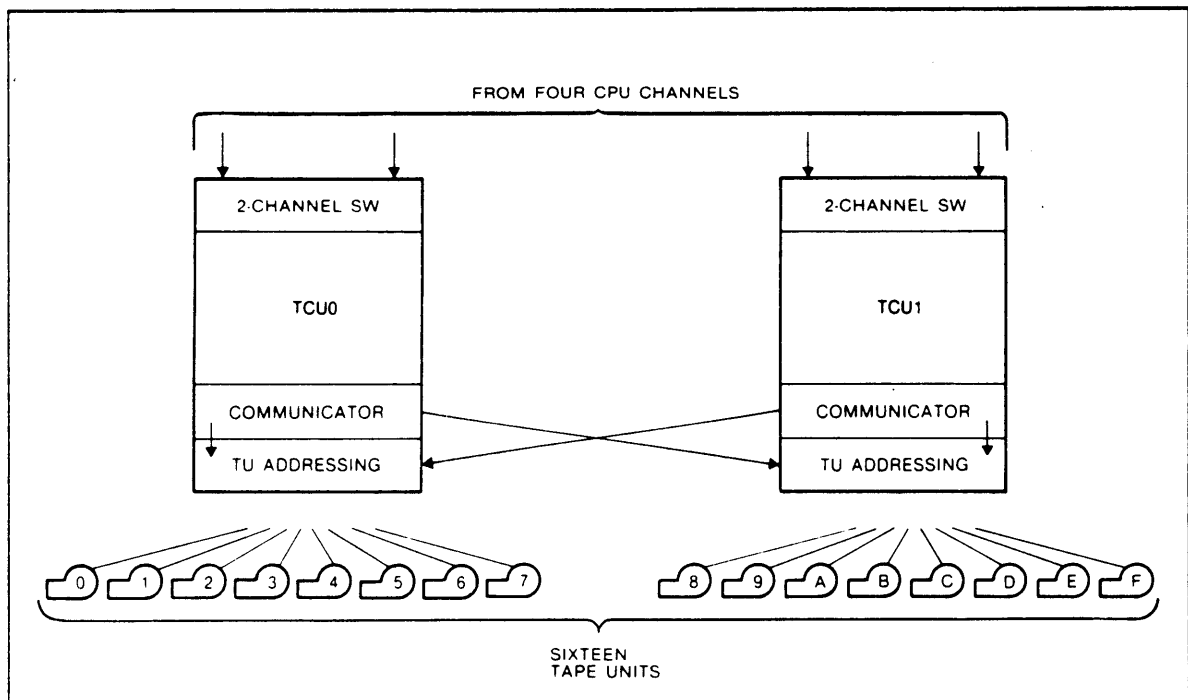 FROM FOUR CPU CHANNELS
2-CHANNEL SW
2-CHANNEL SW
TCU0
TCU1
COMMUNICATOR
COMMUNICATOR
TU ADDRESSING
TU ADDRESSING
0 1 2 3 4 5 6 7 8 9 A B C D E F
SIXTEEN
TAPE UNITS